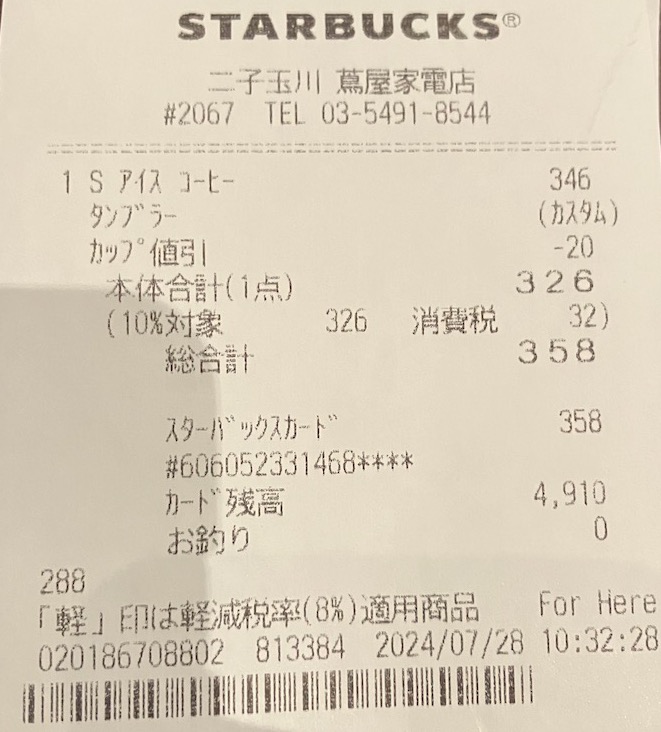 STARBUCKS®
二子玉川 蔦屋家電店
#2067 TEL 03-5491-8544
1 S アイス コーヒー 346
タンブラー (カスタム)
カップ値引 -20
本体合計(1点) 326
(10%対象 326 消費税 32)
総合計 358
スターバックスカード 358
#606052331468****
カード残高 4,910
お釣り 0
288
「軽」印は軽減税率(8%)適用商品 For Here
020186708802 813384 2024/07/28 10:32:28